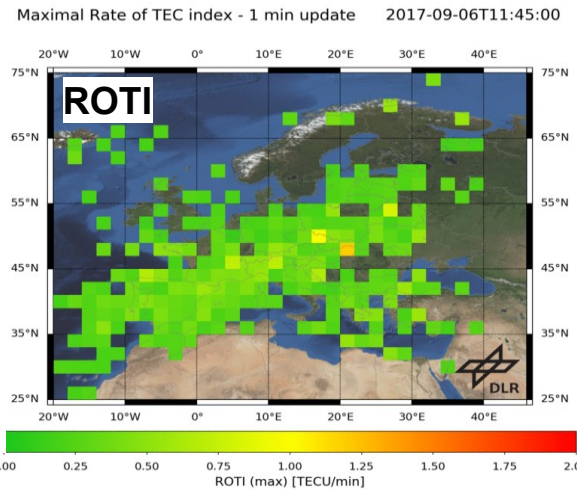 Maximal Rate of TEC index - 1 min update 2017-09-06T11:45:00
20°W 10°W 0° 10°E 20°E 30°E 40°E
75°N 75°N
ROTI
65°N 65°N
55°N 55°N
45°N 45°N
35°N 35°N
DLR
25°N 25°N
20°W 10°W 0° 10°E 20°E 30°E 40°E
.00 0.25 0.50 0.75 1.00 1.25 1.50 1.75 2.0
ROTI (max) [TECU/min]